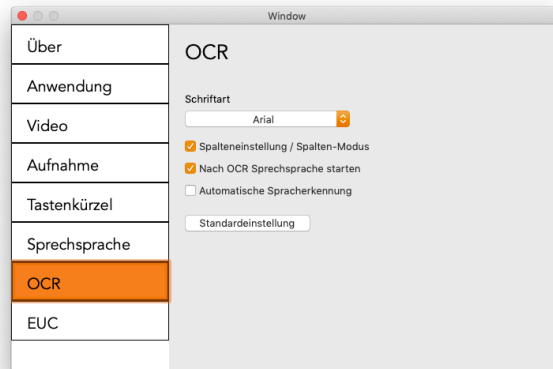 Window
Über
Anwendung
Video
Aufnahme
Tastenkürzel
Sprechsprache
OCR
EUC
OCR
Schriftart
Arial
Spalteneinstellung / Spalten-Modus
Nach OCR Sprechsprache starten
Automatische Spracherkennung
Standardeinstellung